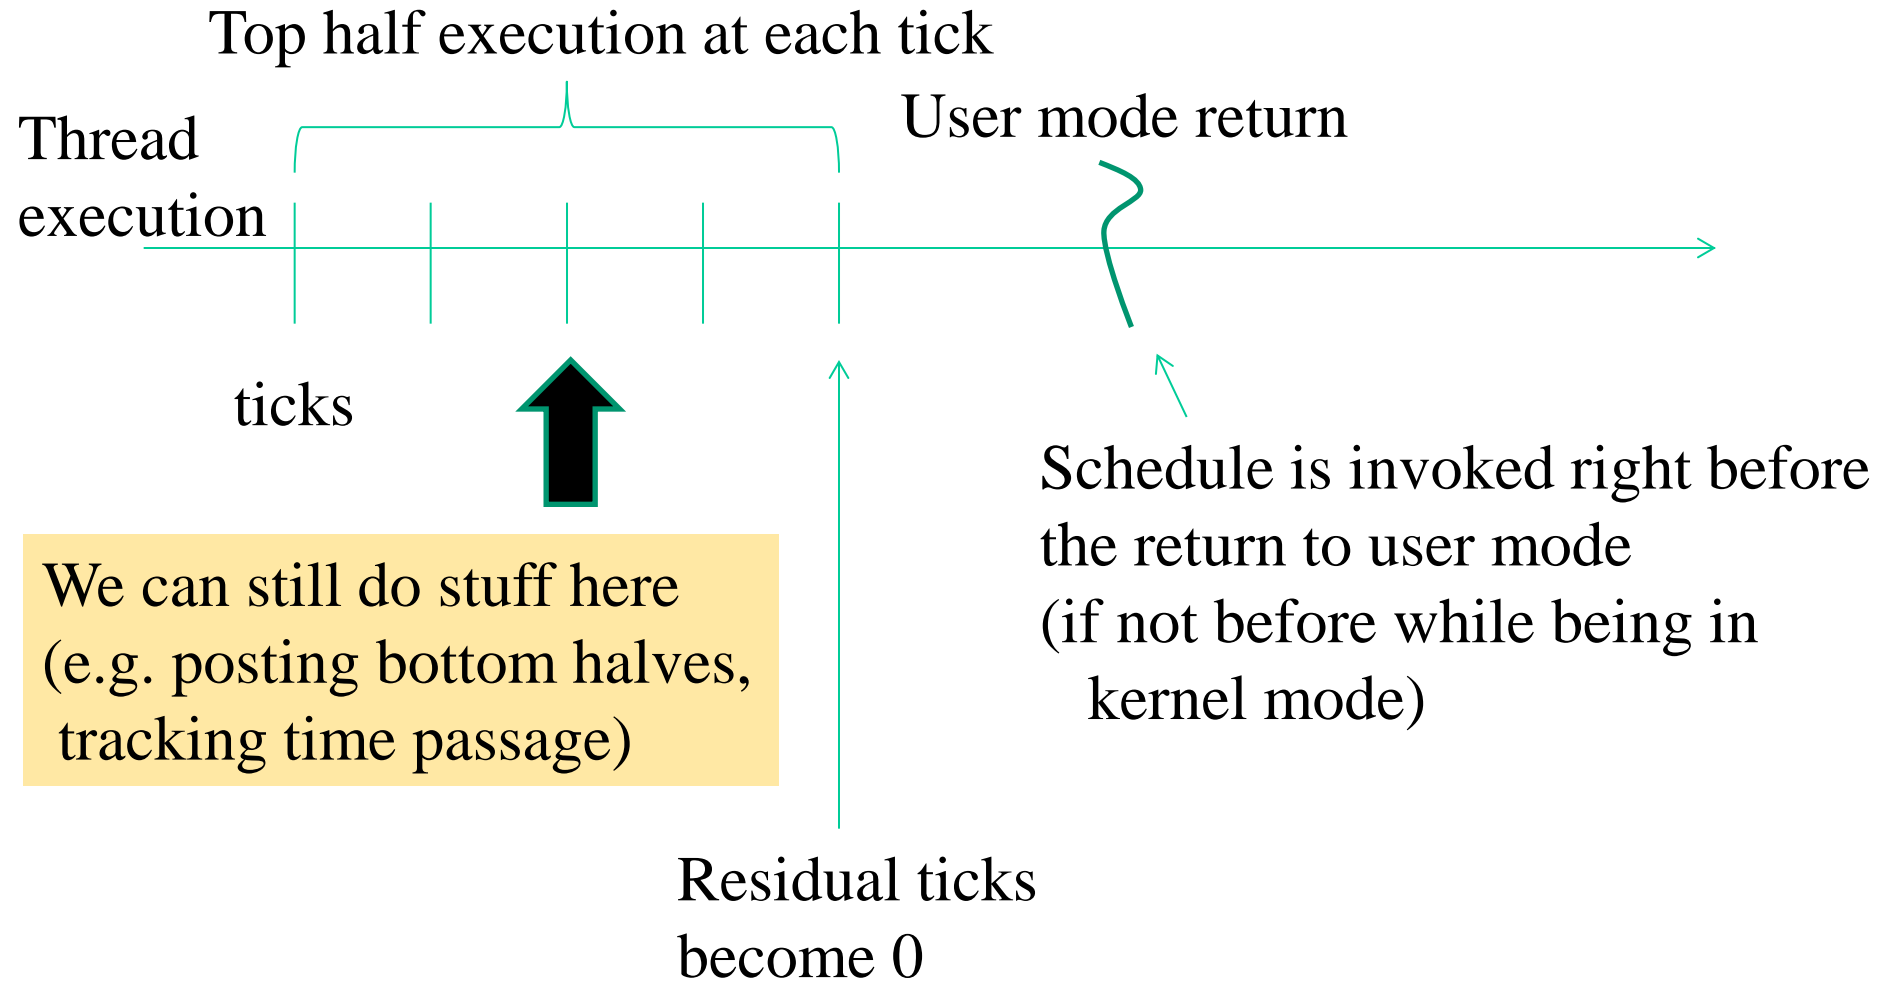 Top half execution at each tick
Thread
execution
User mode return
ticks
We can still do stuff here
(e.g. posting bottom halves,
tracking time passage)
Schedule is invoked right before
the return to user mode
(if not before while being in
kernel mode)
Residual ticks
become 0